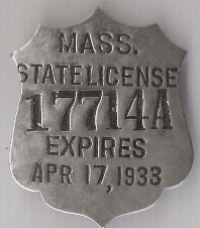 MASS.
STATE LICENSE
17714A
EXPIRES
APR 17, 1933